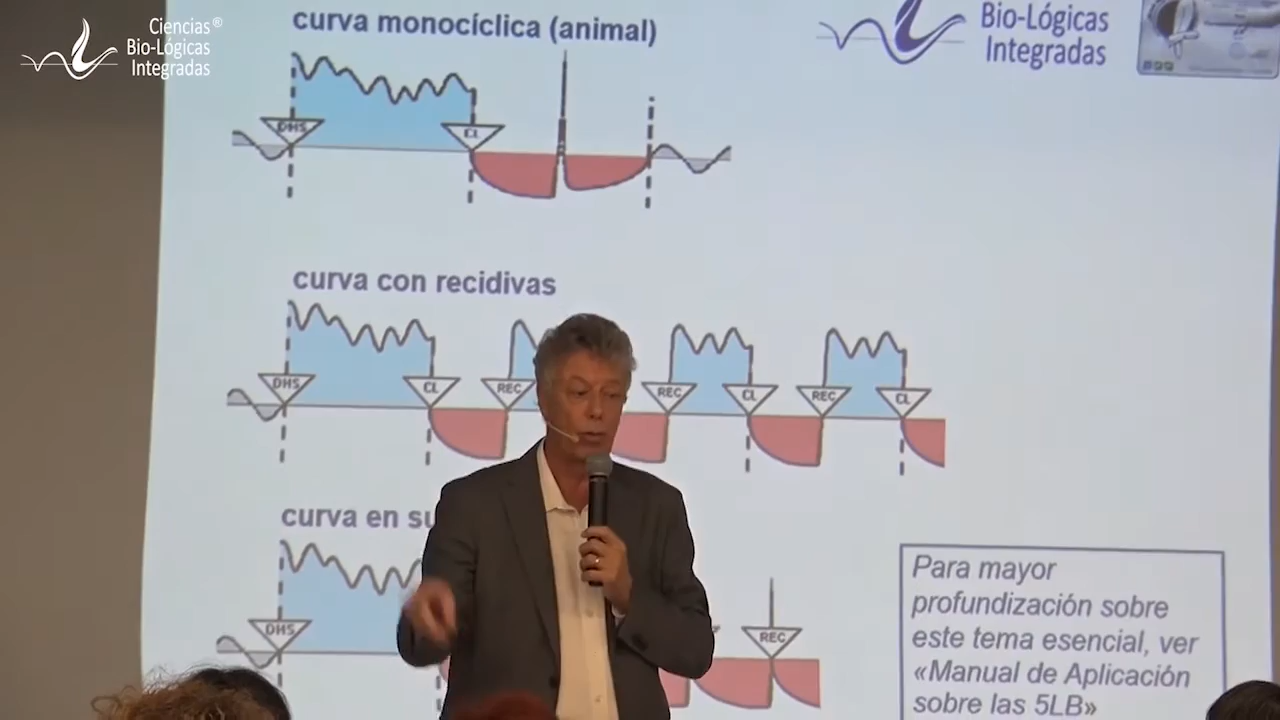 Ciencias®
Bio-Lógicas
Integradas
curva monocíclica (animal)
Bio-Lógicas
Integradas
DHS
CL
curva con recidivas
DHS
CL
REC
REC
CL
REC
CL
curva en su
DHS
REC
Para mayor
profundización sobre
este tema esencial, ver
«Manual de Aplicación
sobre las 5LB»